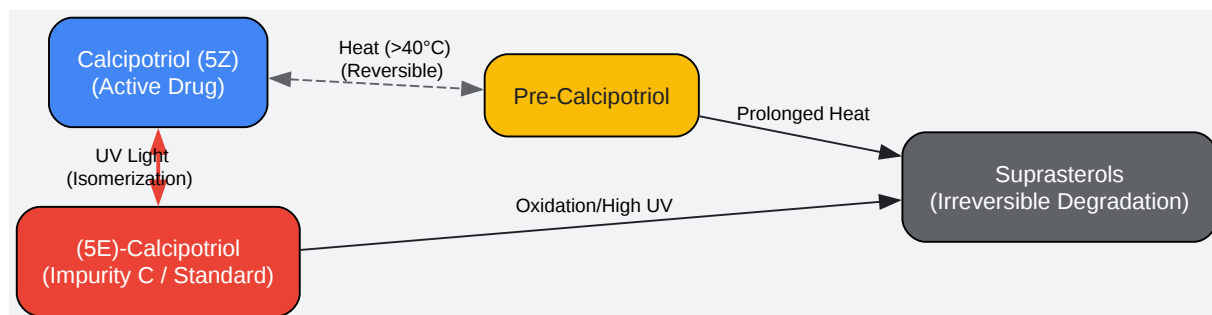 Calcipotriol (5Z)
(Active Drug)
Heat (>40°C)
(Reversible)
Pre-Calcipotriol
Prolonged Heat
UV Light
(Isomerization)
Suprasterols
(Irreversible Degradation)
Oxidation/High UV
(5E)-Calcipotriol
(Impurity C / Standard)